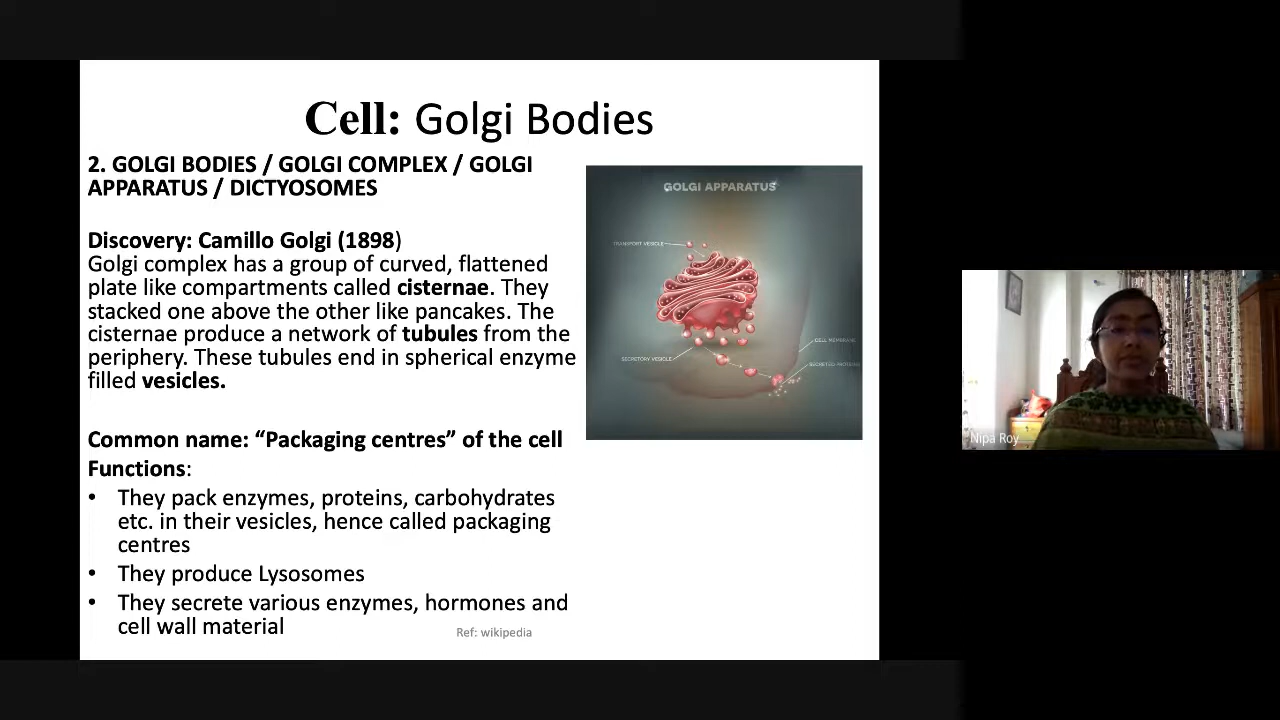 Cell: Golgi Bodies
2. GOLGI BODIES / GOLGI COMPLEX / GOLGI
APPARATUS / DICTYOSOMES
Discovery: Camillo Golgi (1898)
Golgi complex has a group of curved, flattened
plate like compartments called cisternae. They
stacked one above the other like pancakes. The
cisternae produce a network of tubules from the
periphery. These tubules end in spherical enzyme
filled vesicles.
Common name: “Packaging centres” of the cell
Functions:
• They pack enzymes, proteins, carbohydrates
etc. in their vesicles, hence called packaging
centres
• They produce Lysosomes
• They secrete various enzymes, hormones and
cell wall material
Ref: wikipedia
GOLGI APPARATUS
TRANSPORT VESICLE
SECRETORY VESICLE
CELL MEMBRANE
SECRETED PROTEINS
Nipa Roy